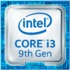 intel
CORE i3
9th Gen